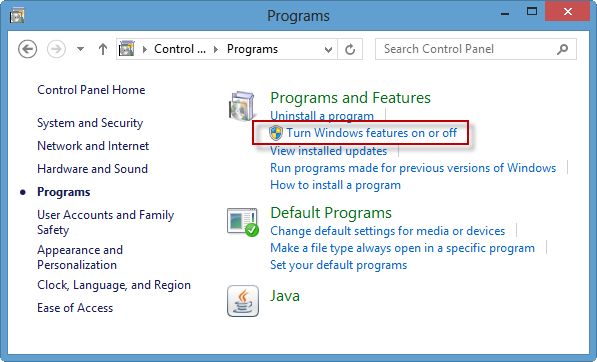 Programs
Control ... Programs
Search Control Panel
Control Panel Home
System and Security
Network and Internet
Hardware and Sound
Programs
User Accounts and Family
Safety
Appearance and
Personalization
Clock, Language, and Region
Ease of Access
Programs and Features
Uninstall a program
Turn Windows features on or off
View installed updates
Run programs made for previous versions of Windows
How to install a program
Default Programs
Change default settings for media or devices
Make a file type always open in a specific program
Set your default programs
Java